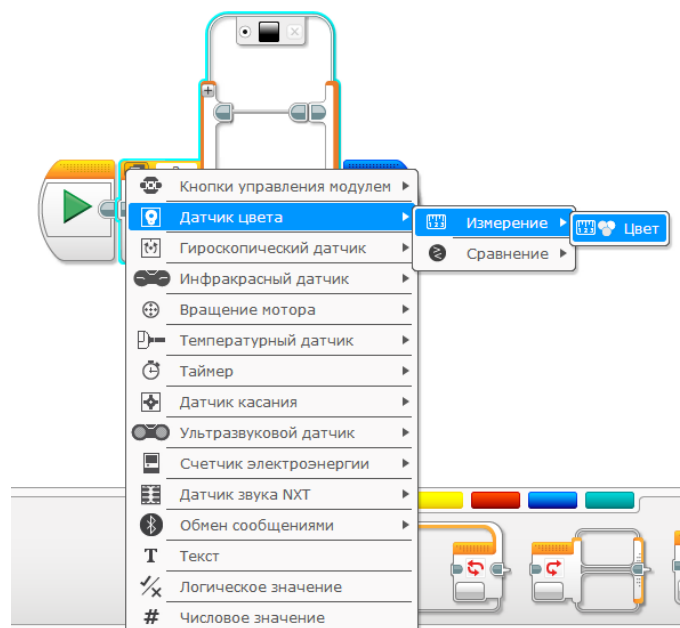 Кнопки управления модулем
Датчик цвета
Измерение
Цвет
Гироскопический датчик
Сравнение
Инфракрасный датчик
Вращение мотора
Температурный датчик
Таймер
Датчик касания
Ультразвуковой датчик
Счетчик электроэнергии
Датчик звука NXT
Обмен сообщениями
T Текст
Логическое значение
# Числовое значение